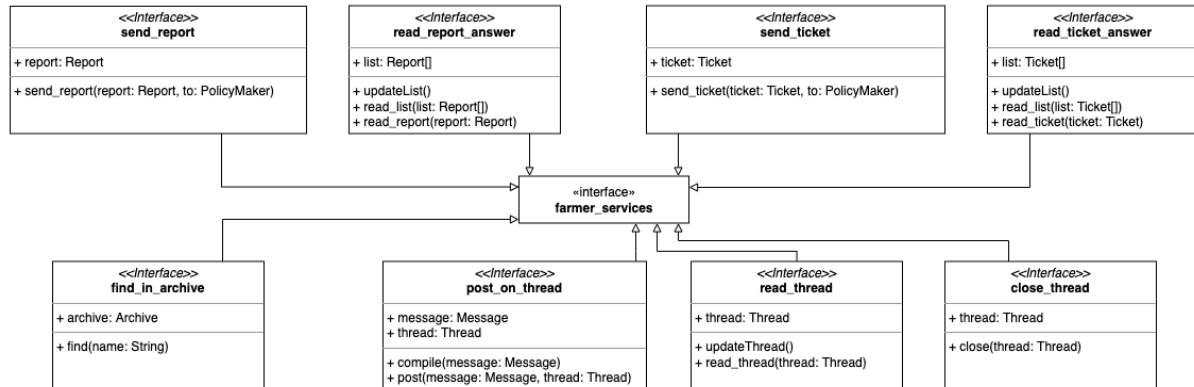 <<Interface>>
send_report
+ report: Report
+ send_report(report: Report, to: PolicyMaker)
<<Interface>>
read_report_answer
+ list: Report[]
+ updateList()
+ read_list(list: Report[])
+ read_report(report: Report)
<<Interface>>
send_ticket
+ ticket: Ticket
+ send_ticket(ticket: Ticket, to: PolicyMaker)
<<Interface>>
read_ticket_answer
+ list: Ticket[]
+ updateList()
+ read_list(list: Ticket[])
+ read_ticket(ticket: Ticket)
«interface»
farmer_services
<<Interface>>
find_in_archive
+ archive: Archive
+ find(name: String)
<<Interface>>
post_on_thread
+ message: Message
+ thread: Thread
+ compile(message: Message)
+ post(message: Message, thread: Thread)
<<Interface>>
read_thread
+ thread: Thread
+ updateThread()
+ read_thread(thread: Thread)
<<Interface>>
close_thread
+ thread: Thread
+ close(thread: Thread)